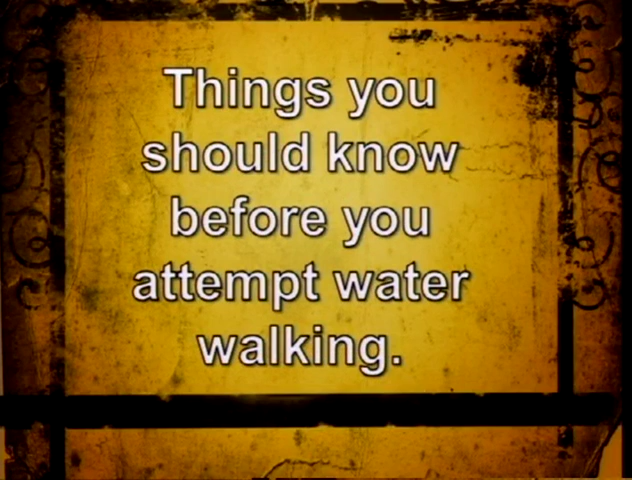 Things you
should know
before you
attempt water
walking.